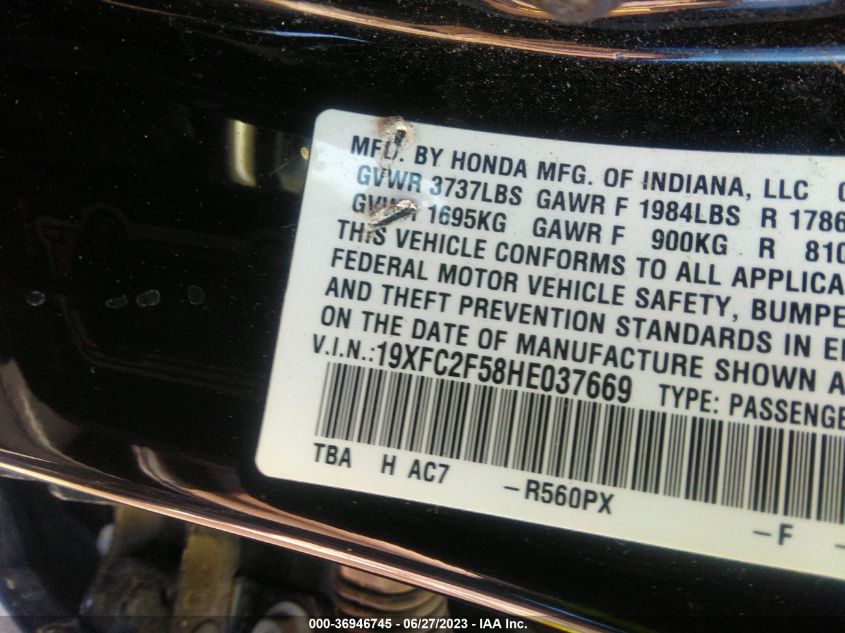 MFD. BY HONDA MFG. OF INDIANA, LLC
GVWR 3737LBS GAWR F 1984LBS R 1786
1695KG GAWR F 900KG R 810
THIS VEHICLE CONFORMS TO ALL APPLICA
FEDERAL MOTOR VEHICLE SAFETY, BUMPE
AND THEFT PREVENTION STANDARDS IN E
ON THE DATE OF MANUFACTURE SHOWN A
V.I.N.:19XFC2F58HE037669 TYPE: PASSENGE
TBA H AC7 -R560PX -F -
000-36946745 - 06/27/2023 - IAA Inc.